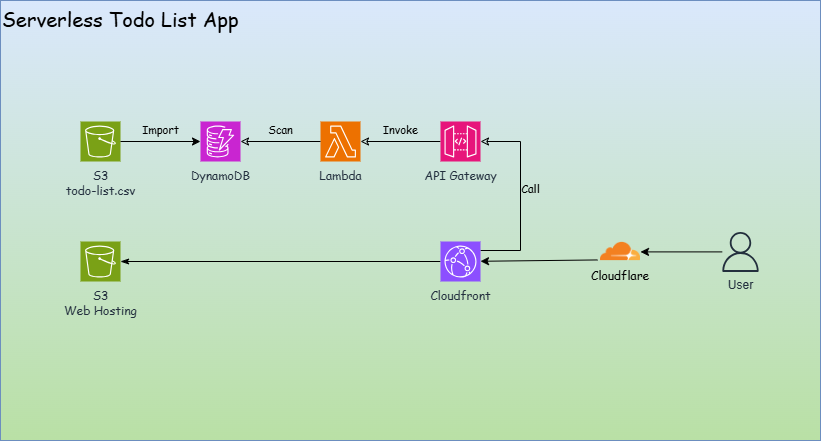 Serverless Todo List App
Import
Scan
Invoke
S3
todo-list.csv
DynamoDB
Lambda
API Gateway
Call
S3
Web Hosting
Cloudfront
Cloudflare
User